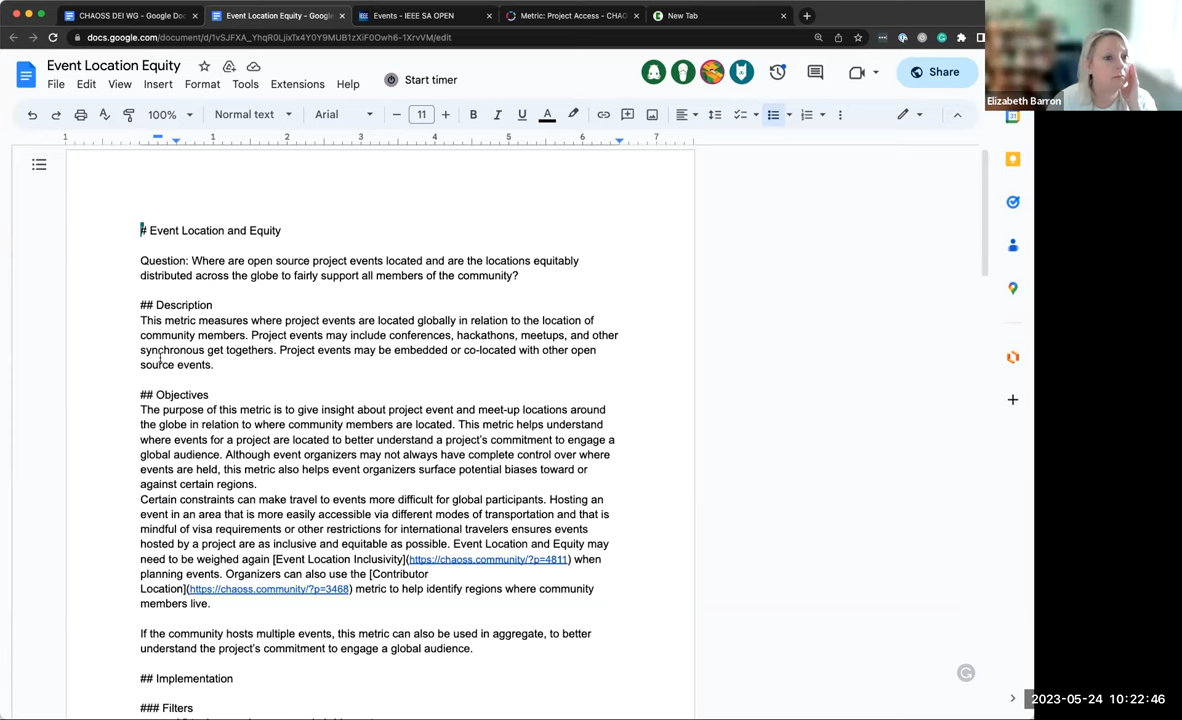 CHAOSS DEI WG - Google Doc
Event Location Equity - Google
Events - IEEE SA OPEN
Metric: Project Access - CHAO
New Tab
docs.google.com/document/d/1vSJFXA_YhqR0LjixTx4Y0Y9MUB1zXiF0Owh6-1XrvVM/edit
Event Location Equity
File Edit View Insert Format Tools Extensions Help
Start timer
Share
Elizabeth Barron
100% Normal text Arial 11 B I U A
1 1 2 3 4 5 6 7
# Event Location and Equity
Question: Where are open source project events located and are the locations equitably
distributed across the globe to fairly support all members of the community?
## Description
This metric measures where project events are located globally in relation to the location of
community members. Project events may include conferences, hackathons, meetups, and other
synchronous get togethers. Project events may be embedded or co-located with other open
source events.
## Objectives
The purpose of this metric is to give insight about project event and meet-up locations around
the globe in relation to where community members are located. This metric helps understand
where events for a project are located to better understand a project's commitment to engage a
global audience. Although event organizers may not always have complete control over where
events are held, this metric also helps event organizers surface potential biases toward or
against certain regions.
Certain constraints can make travel to events more difficult for global participants. Hosting an
event in an area that is more easily accessible via different modes of transportation and that is
mindful of visa requirements or other restrictions for international travelers ensures events
hosted by a project are as inclusive and equitable as possible. Event Location and Equity may
need to be weighed again [Event Location Inclusivity](https://chaoss.community/?p=4811) when
planning events. Organizers can also use the [Contributor
Location](https://chaoss.community/?p=3468) metric to help identify regions where community
members live.
If the community hosts multiple events, this metric can also be used in aggregate, to better
understand the project's commitment to engage a global audience.
## Implementation
### Filters
2023-05-24 10:22:46